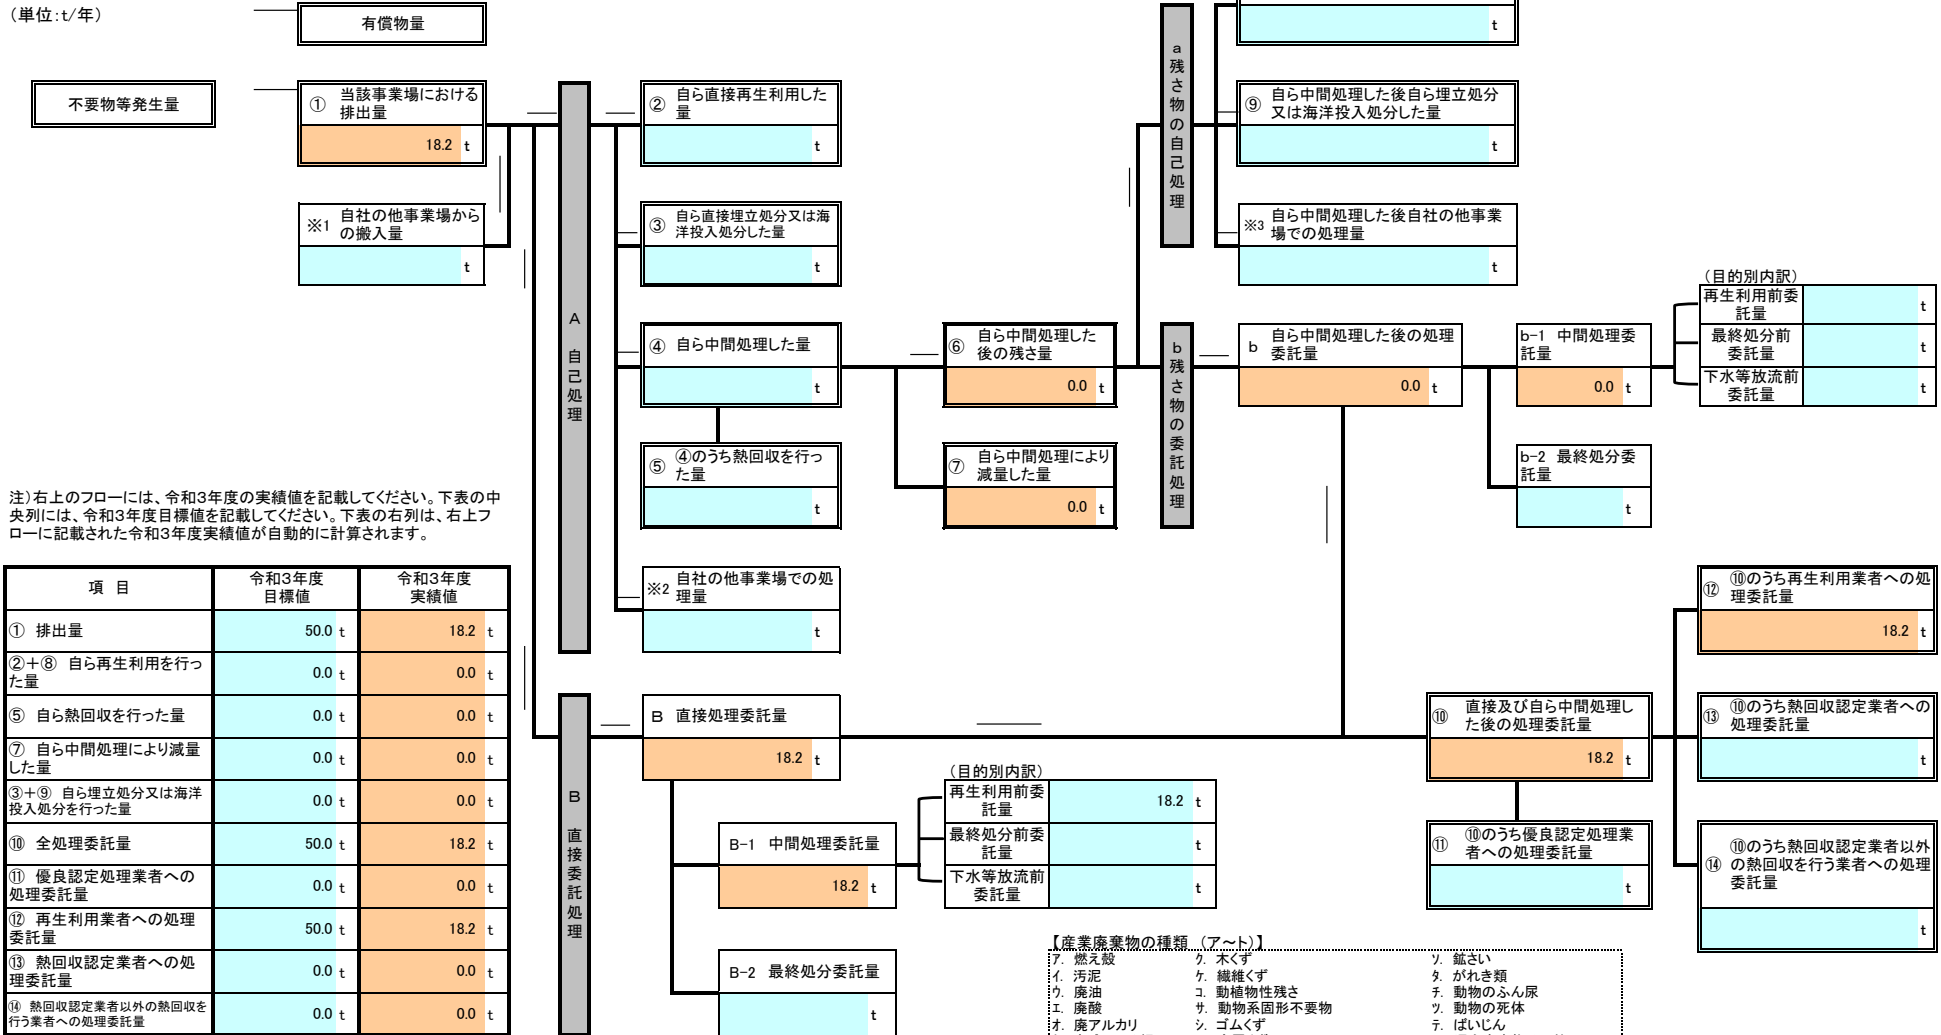 (単位:t/年)
有償物量
不要物等発生量
① 当該事業場における
排出量
18.2 t
※1 自社の他事業場から
の搬入量
t
A 自己処理
② 自ら直接再生利用した
量
t
③ 自ら直接埋立処分又は海
洋投入処分した量
t
④ 自ら中間処理した量
t
⑤ ④のうち熱回収を行っ
た量
t
※2 自社の他事業場での処
理量
t
⑥ 自ら中間処理した
後の残さ量
0.0 t
⑦ 自ら中間処理により
減量した量
0.0 t
a 残さ物の自己処理
t
⑨ 自ら中間処理した後自ら埋立処分
又は海洋投入処分した量
t
※3 自ら中間処理した後自社の他事業
場での処理量
t
b 残さ物の委託処理
b 自ら中間処理した後の処理
委託量
0.0 t
b-1 中間処理委
託量
0.0 t
b-2 最終処分委
託量
t
(目的別内訳)
再生利用前委
託量
t
最終処分前
委託量
t
下水等放流前
委託量
t
注)右上のフローには、令和3年度の実績値を記載してください。下表の中
央列には、令和3年度目標値を記載してください。下表の右列は、右上フ
ローに記載された令和3年度実績値が自動的に計算されます。
項 目 令和3年度 目標値 令和3年度 実績値
① 排出量 50.0 t 18.2 t
②+⑧ 自ら再生利用を行っ
た量 0.0 t 0.0 t
⑤ 自ら熱回収を行った量 0.0 t 0.0 t
⑦ 自ら中間処理により減量
した量 0.0 t 0.0 t
③+⑨ 自ら埋立処分又は海洋
投入処分を行った量 0.0 t 0.0 t
⑩ 全処理委託量 50.0 t 18.2 t
⑪ 優良認定処理業者への
処理委託量 0.0 t 0.0 t
⑫ 再生利用業者への処理
委託量 50.0 t 18.2 t
⑬ 熱回収認定業者への処
理委託量 0.0 t 0.0 t
⑭ 熱回収認定業者以外の熱回収を
行う業者への処理委託量 0.0 t 0.0 t
B 直接委託処理
B 直接処理委託量
18.2 t
B-1 中間処理委託量
18.2 t
B-2 最終処分委託量
t
(目的別内訳)
再生利用前委
託量
18.2 t
最終処分前委
託量
t
下水等放流前
委託量
t
⑩ 直接及び自ら中間処理し
た後の処理委託量
18.2 t
⑪ ⑩のうち優良認定処理業
者への処理委託量
t
⑫ ⑩のうち再生利用業者への処
理委託量
18.2 t
⑬ ⑩のうち熱回収認定業者への
処理委託量
t
⑭ ⑩のうち熱回収認定業者以外
の熱回収を行う業者への処理
委託量
t
【産業廃棄物の種類 (ア~ト)】
ア. 燃え殻 ク. 木くず ソ. 鉱さい
イ. 汚泥 ケ. 繊維くず タ. がれき類
ウ. 廃油 コ. 動植物性残さ チ. 動物のふん尿
エ. 廃酸 サ. 動物系固形不要物 ツ. 動物の死体
オ. 廃アルカリ シ. ゴムくず テ. ばいじん